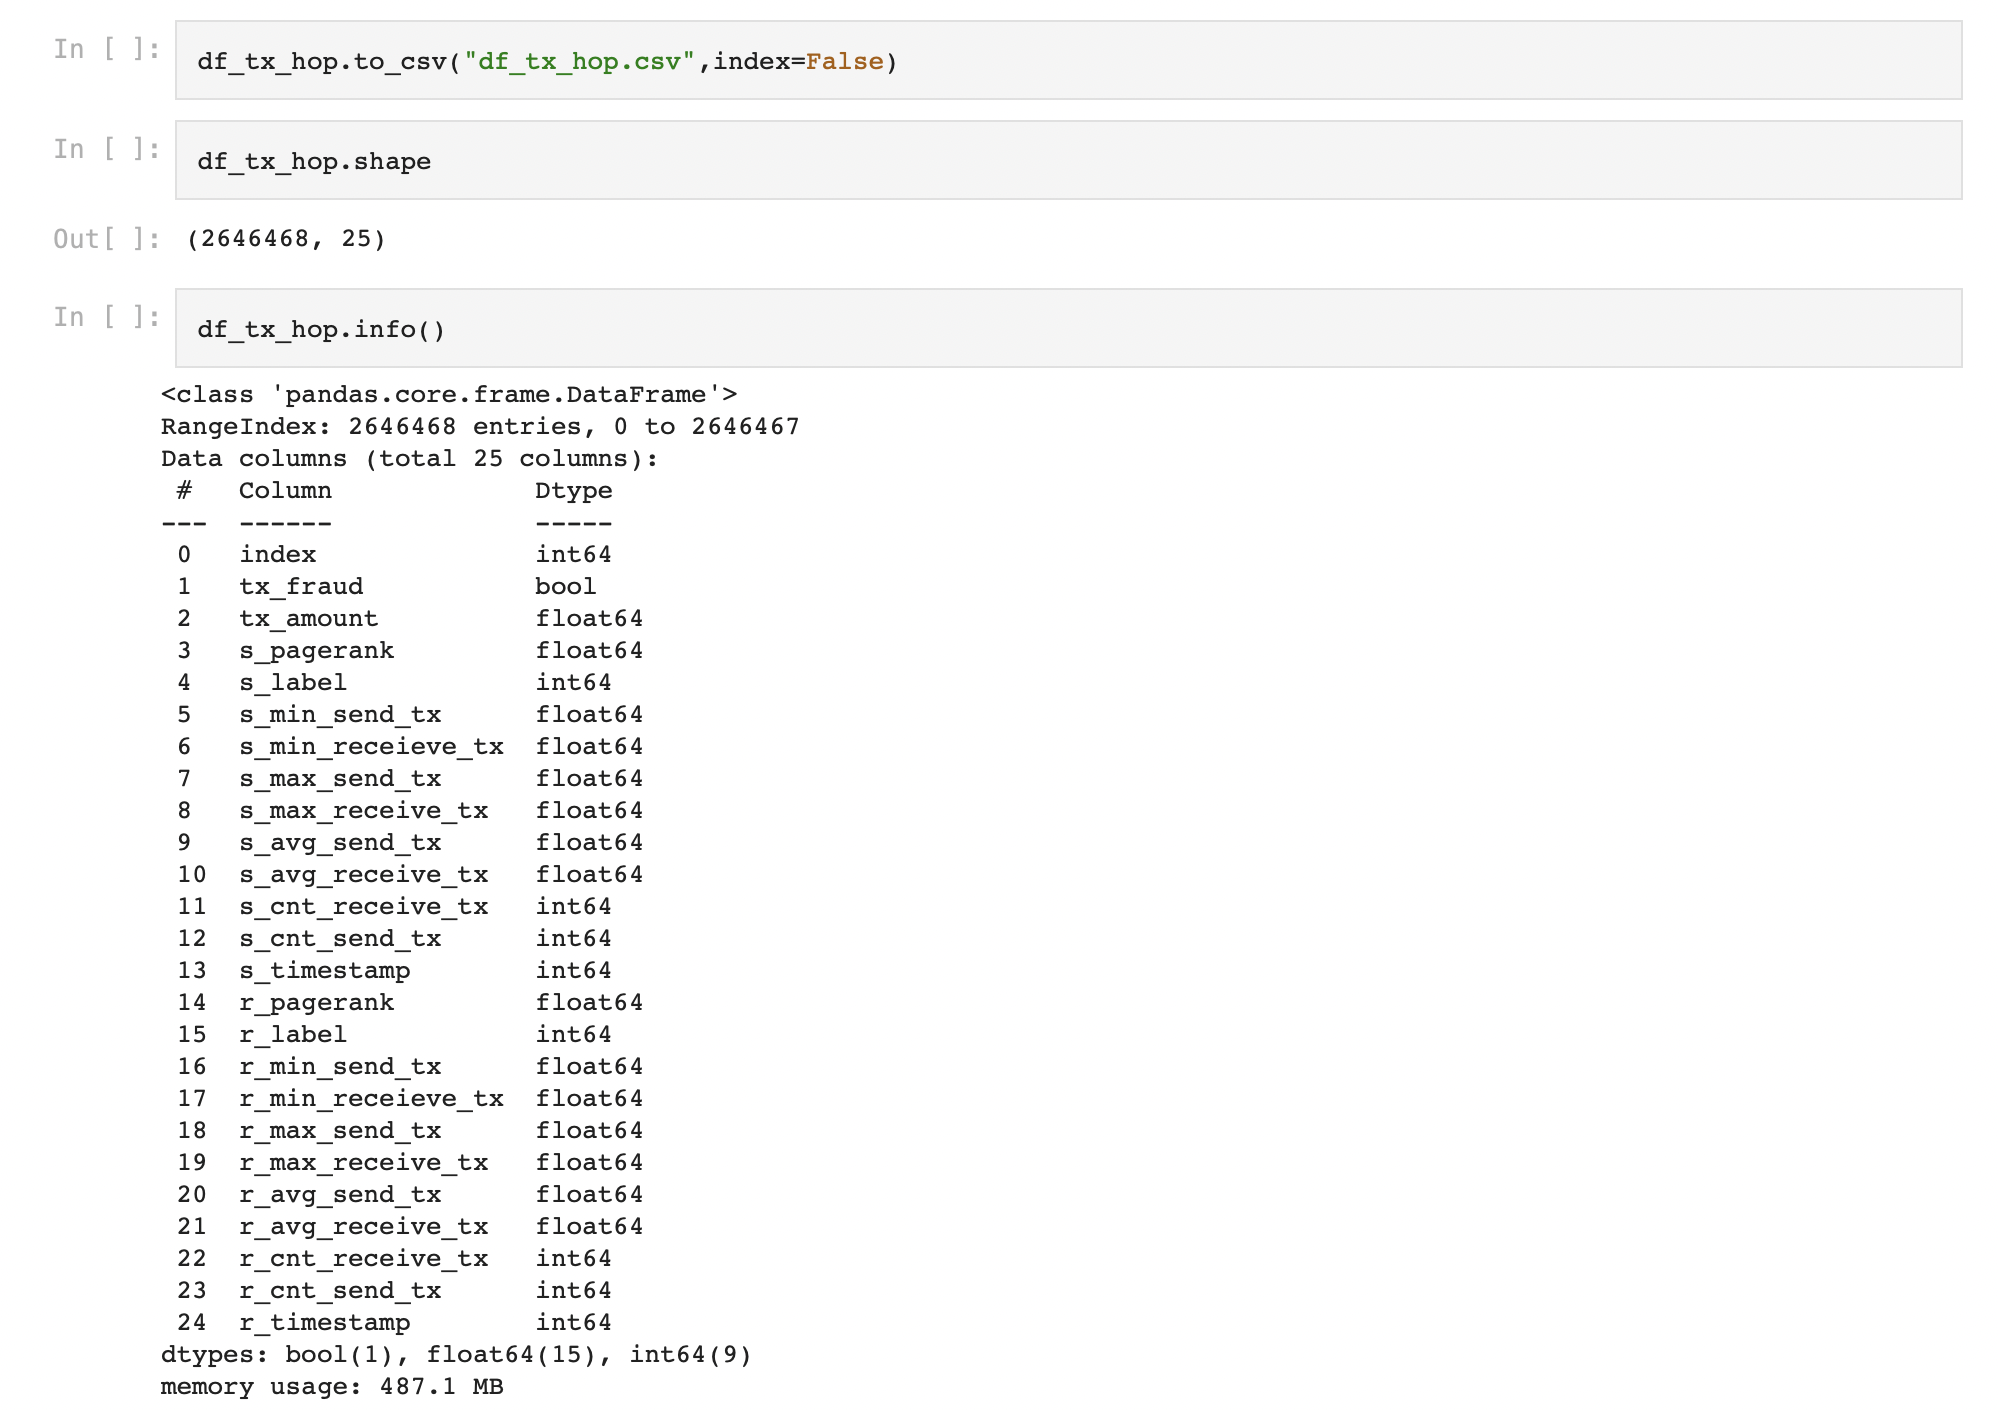 In [ ]: df_tx_hop.to_csv("df_tx_hop.csv",index=False)
In [ ]: df_tx_hop.shape
Out[ ]: (2646468, 25)
In [ ]: df_tx_hop.info()
<class 'pandas.core.frame.DataFrame'>
RangeIndex: 2646468 entries, 0 to 2646467
Data columns (total 25 columns):
 #   Column             Dtype
---  ------             -----
 0   index              int64
 1   tx_fraud           bool
 2   tx_amount          float64
 3   s_pagerank         float64
 4   s_label            int64
 5   s_min_send_tx      float64
 6   s_min_receieve_tx  float64
 7   s_max_send_tx      float64
 8   s_max_receive_tx   float64
 9   s_avg_send_tx      float64
 10  s_avg_receive_tx   float64
 11  s_cnt_receive_tx   int64
 12  s_cnt_send_tx      int64
 13  s_timestamp        int64
 14  r_pagerank         float64
 15  r_label            int64
 16  r_min_send_tx      float64
 17  r_min_receieve_tx  float64
 18  r_max_send_tx      float64
 19  r_max_receive_tx   float64
 20  r_avg_send_tx      float64
 21  r_avg_receive_tx   float64
 22  r_cnt_receive_tx   int64
 23  r_cnt_send_tx      int64
 24  r_timestamp        int64
dtypes: bool(1), float64(15), int64(9)
memory usage: 487.1 MB